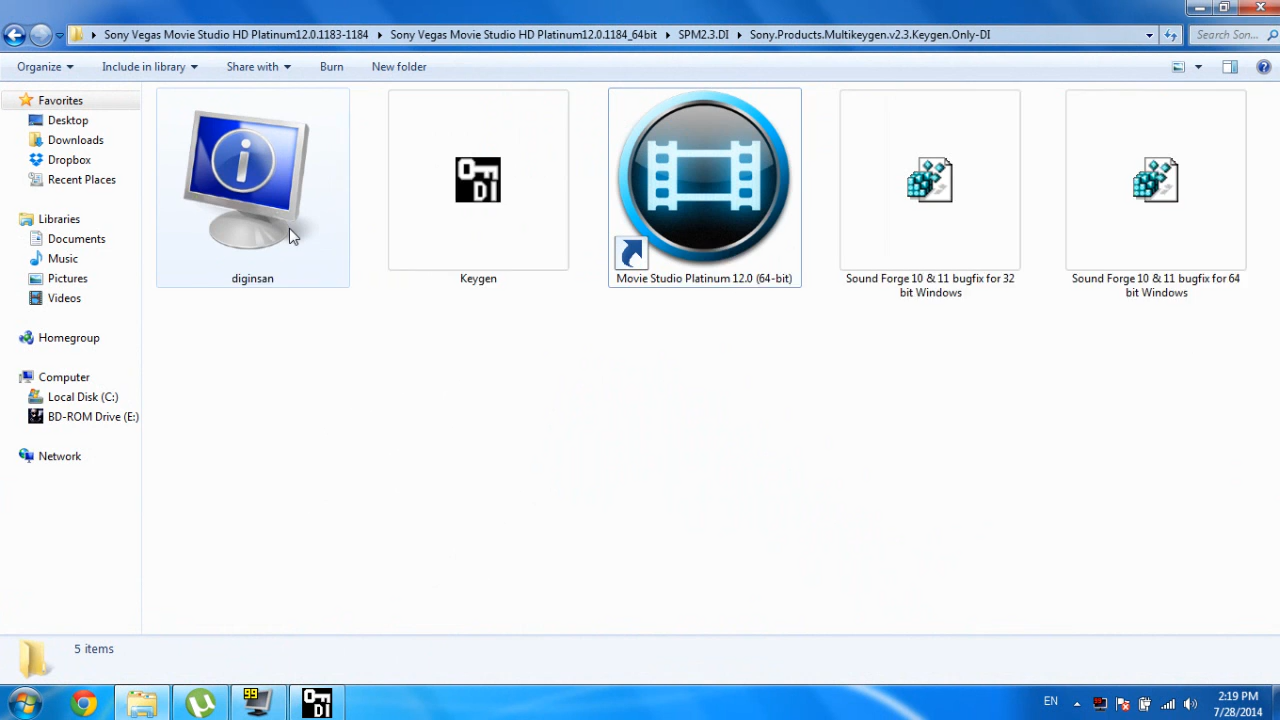 Sony Vegas Movie Studio HD Platinum12.0.1183-1184 Sony Vegas Movie Studio HD Platinum12.0.1184_64bit SPM2.3.DI Sony.Products.Multikeygen.v2.3.Keygen.Only-DI Search Son...
Organize Include in library Share with Burn New folder
Favorites
Desktop
Downloads
Dropbox
Recent Places
Libraries
Documents
Music
Pictures
Videos
Homegroup
Computer
Local Disk (C:)
BD-ROM Drive (E:)
Network
diginsan
Keygen
Movie Studio Platinum 12.0 (64-bit)
Sound Forge 10 & 11 bugfix for 32
bit Windows
Sound Forge 10 & 11 bugfix for 64
bit Windows
DI
5 items
99
DI
EN
2:19 PM
7/28/2014